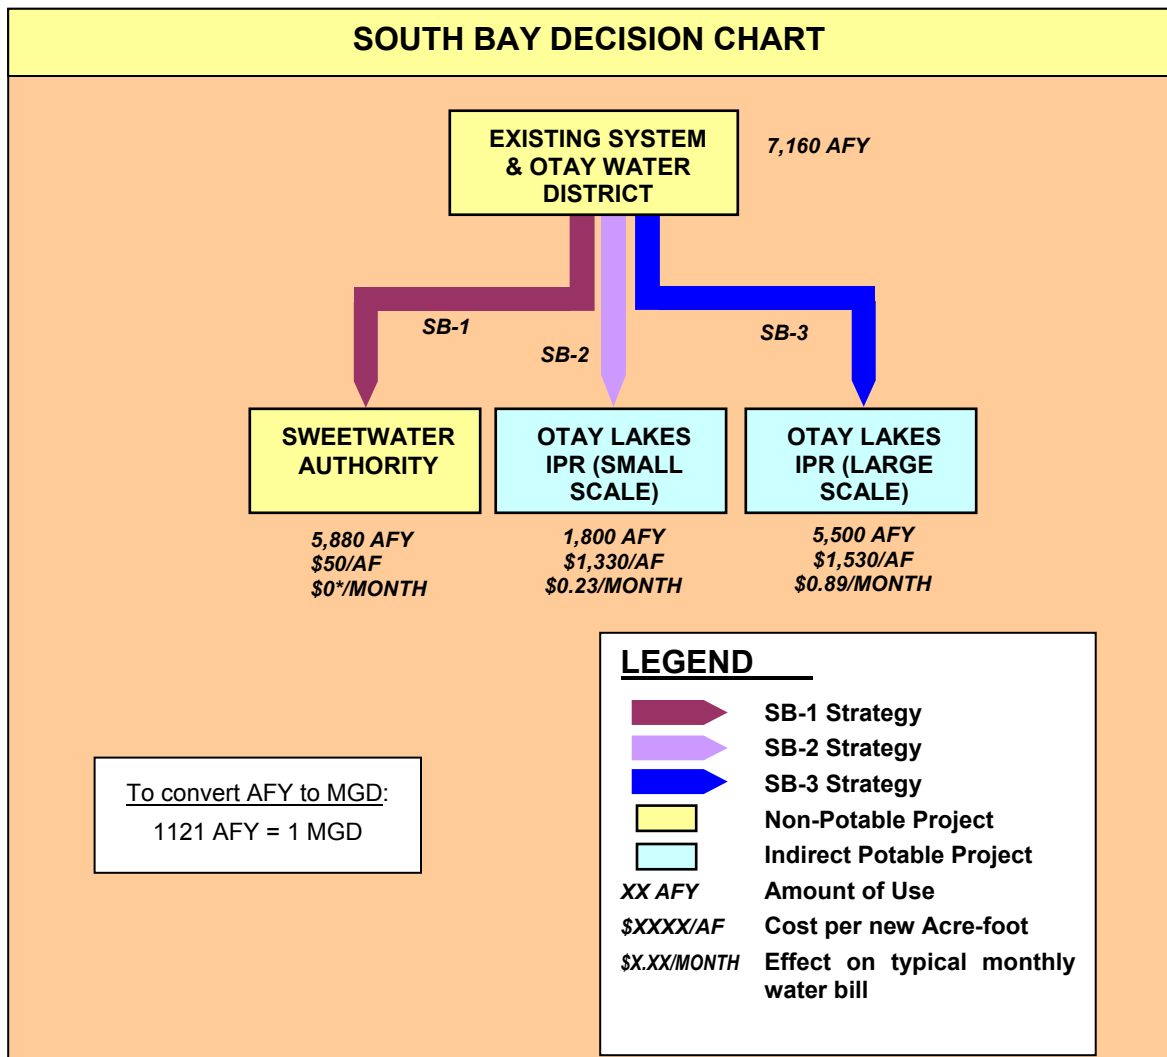 SOUTH BAY DECISION CHART
EXISTING SYSTEM
& OTAY WATER
DISTRICT
7,160 AFY
SB-1
SB-2
SB-3
SWEETWATER
AUTHORITY
5,880 AFY
$50/AF
$0*/MONTH
OTAY LAKES
IPR (SMALL
SCALE)
1,800 AFY
$1,330/AF
$0.23/MONTH
OTAY LAKES
IPR (LARGE
SCALE)
5,500 AFY
$1,530/AF
$0.89/MONTH
To convert AFY to MGD:
1121 AFY = 1 MGD
LEGEND
SB-1 Strategy
SB-2 Strategy
SB-3 Strategy
Non-Potable Project
Indirect Potable Project
XX AFY Amount of Use
$XXXX/AF Cost per new Acre-foot
$X.XX/MONTH Effect on typical monthly
water bill